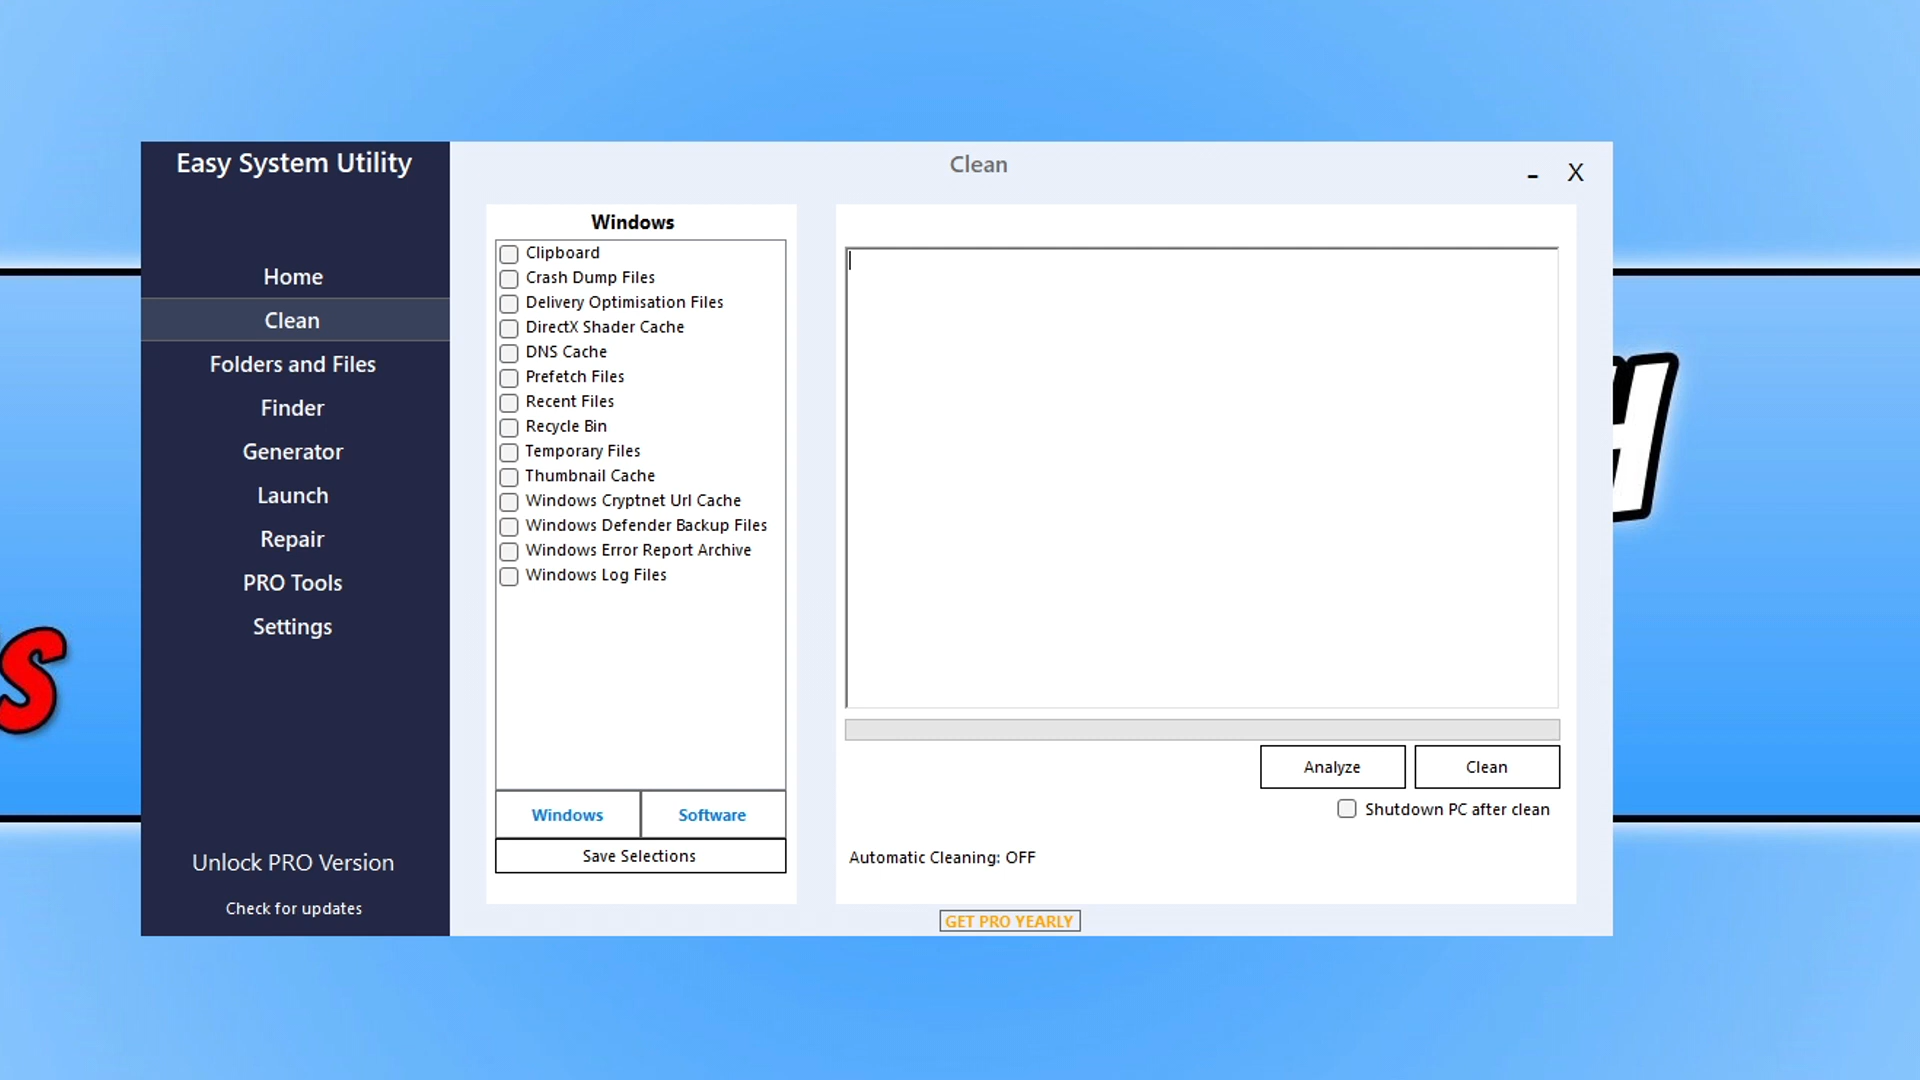 Easy System Utility
Clean
-
X
Home
Clean
Folders and Files
Finder
Generator
Launch
Repair
PRO Tools
Settings
Unlock PRO Version
Check for updates
Windows
Clipboard
Crash Dump Files
Delivery Optimisation Files
DirectX Shader Cache
DNS Cache
Prefetch Files
Recent Files
Recycle Bin
Temporary Files
Thumbnail Cache
Windows Cryptnet Url Cache
Windows Defender Backup Files
Windows Error Report Archive
Windows Log Files
Windows Software
Save Selections
Analyze Clean
Shutdown PC after clean
Automatic Cleaning: OFF
GET PRO YEARLY
S
H